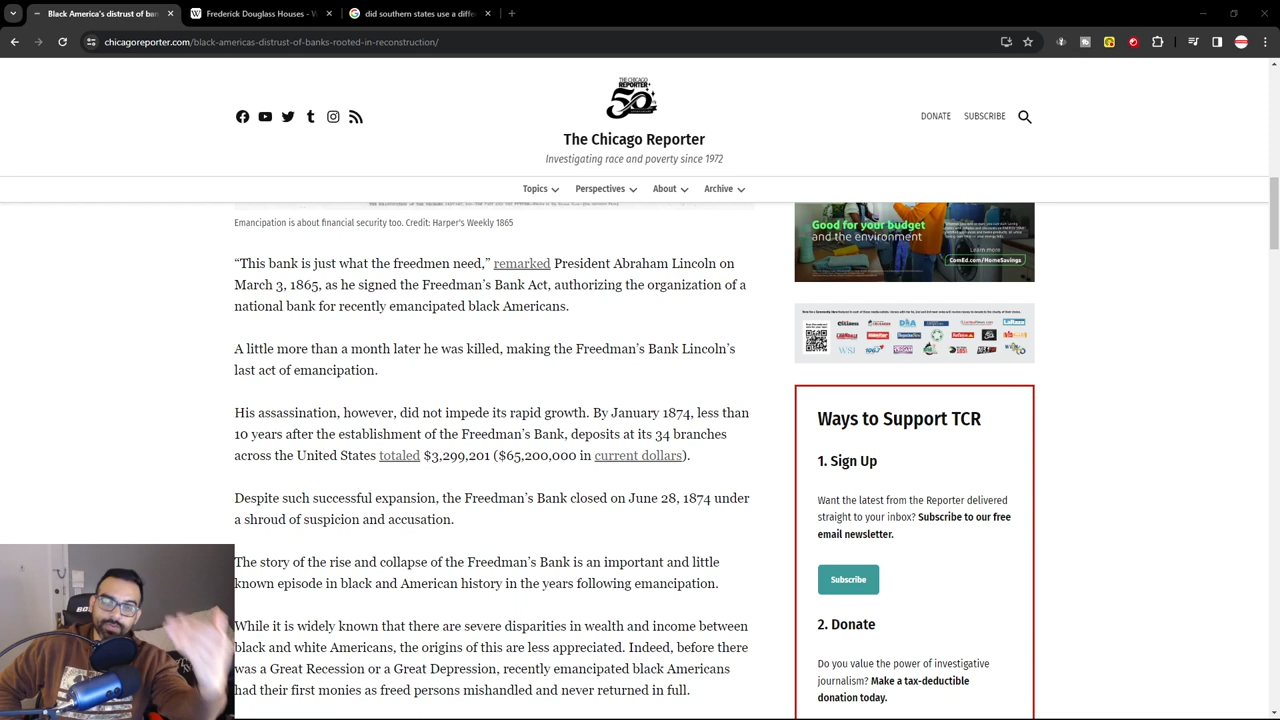 Black America's distrust of ban
Frederick Douglass Houses - W
did southern states use a diffe
chicagoreporter.com/black-americas-distrust-of-banks-rooted-in-reconstruction/
THE CHICAGO
REPORTER
50
DONATE
SUBSCRIBE
The Chicago Reporter
Investigating race and poverty since 1972
Topics
Perspectives
About
Archive
Good for your budget
and the environment
Learn more
ComEd.com/HomeSavings
Emancipation is about financial security too. Credit: Harper's Weekly 1865
“This bank is just what the freedmen need,” remarked President Abraham Lincoln on
March 3, 1865, as he signed the Freedman’s Bank Act, authorizing the organization of a
national bank for recently emancipated black Americans.
A little more than a month later he was killed, making the Freedman’s Bank Lincoln’s
last act of emancipation.
His assassination, however, did not impede its rapid growth. By January 1874, less than
10 years after the establishment of the Freedman’s Bank, deposits at its 34 branches
across the United States totaled $3,299,201 ($65,200,000 in current dollars).
Despite such successful expansion, the Freedman’s Bank closed on June 28, 1874 under
a shroud of suspicion and accusation.
The story of the rise and collapse of the Freedman’s Bank is an important and little
known episode in black and American history in the years following emancipation.
While it is widely known that there are severe disparities in wealth and income between
black and white Americans, the origins of this are less appreciated. Indeed, before there
was a Great Recession or a Great Depression, recently emancipated black Americans
had their first monies as freed persons mishandled and never returned in full.
Ways to Support TCR
1. Sign Up
Want the latest from the Reporter delivered
straight to your inbox? Subscribe to our free
email newsletter.
Subscribe
2. Donate
Do you value the power of investigative
journalism? Make a tax-deductible
donation today.